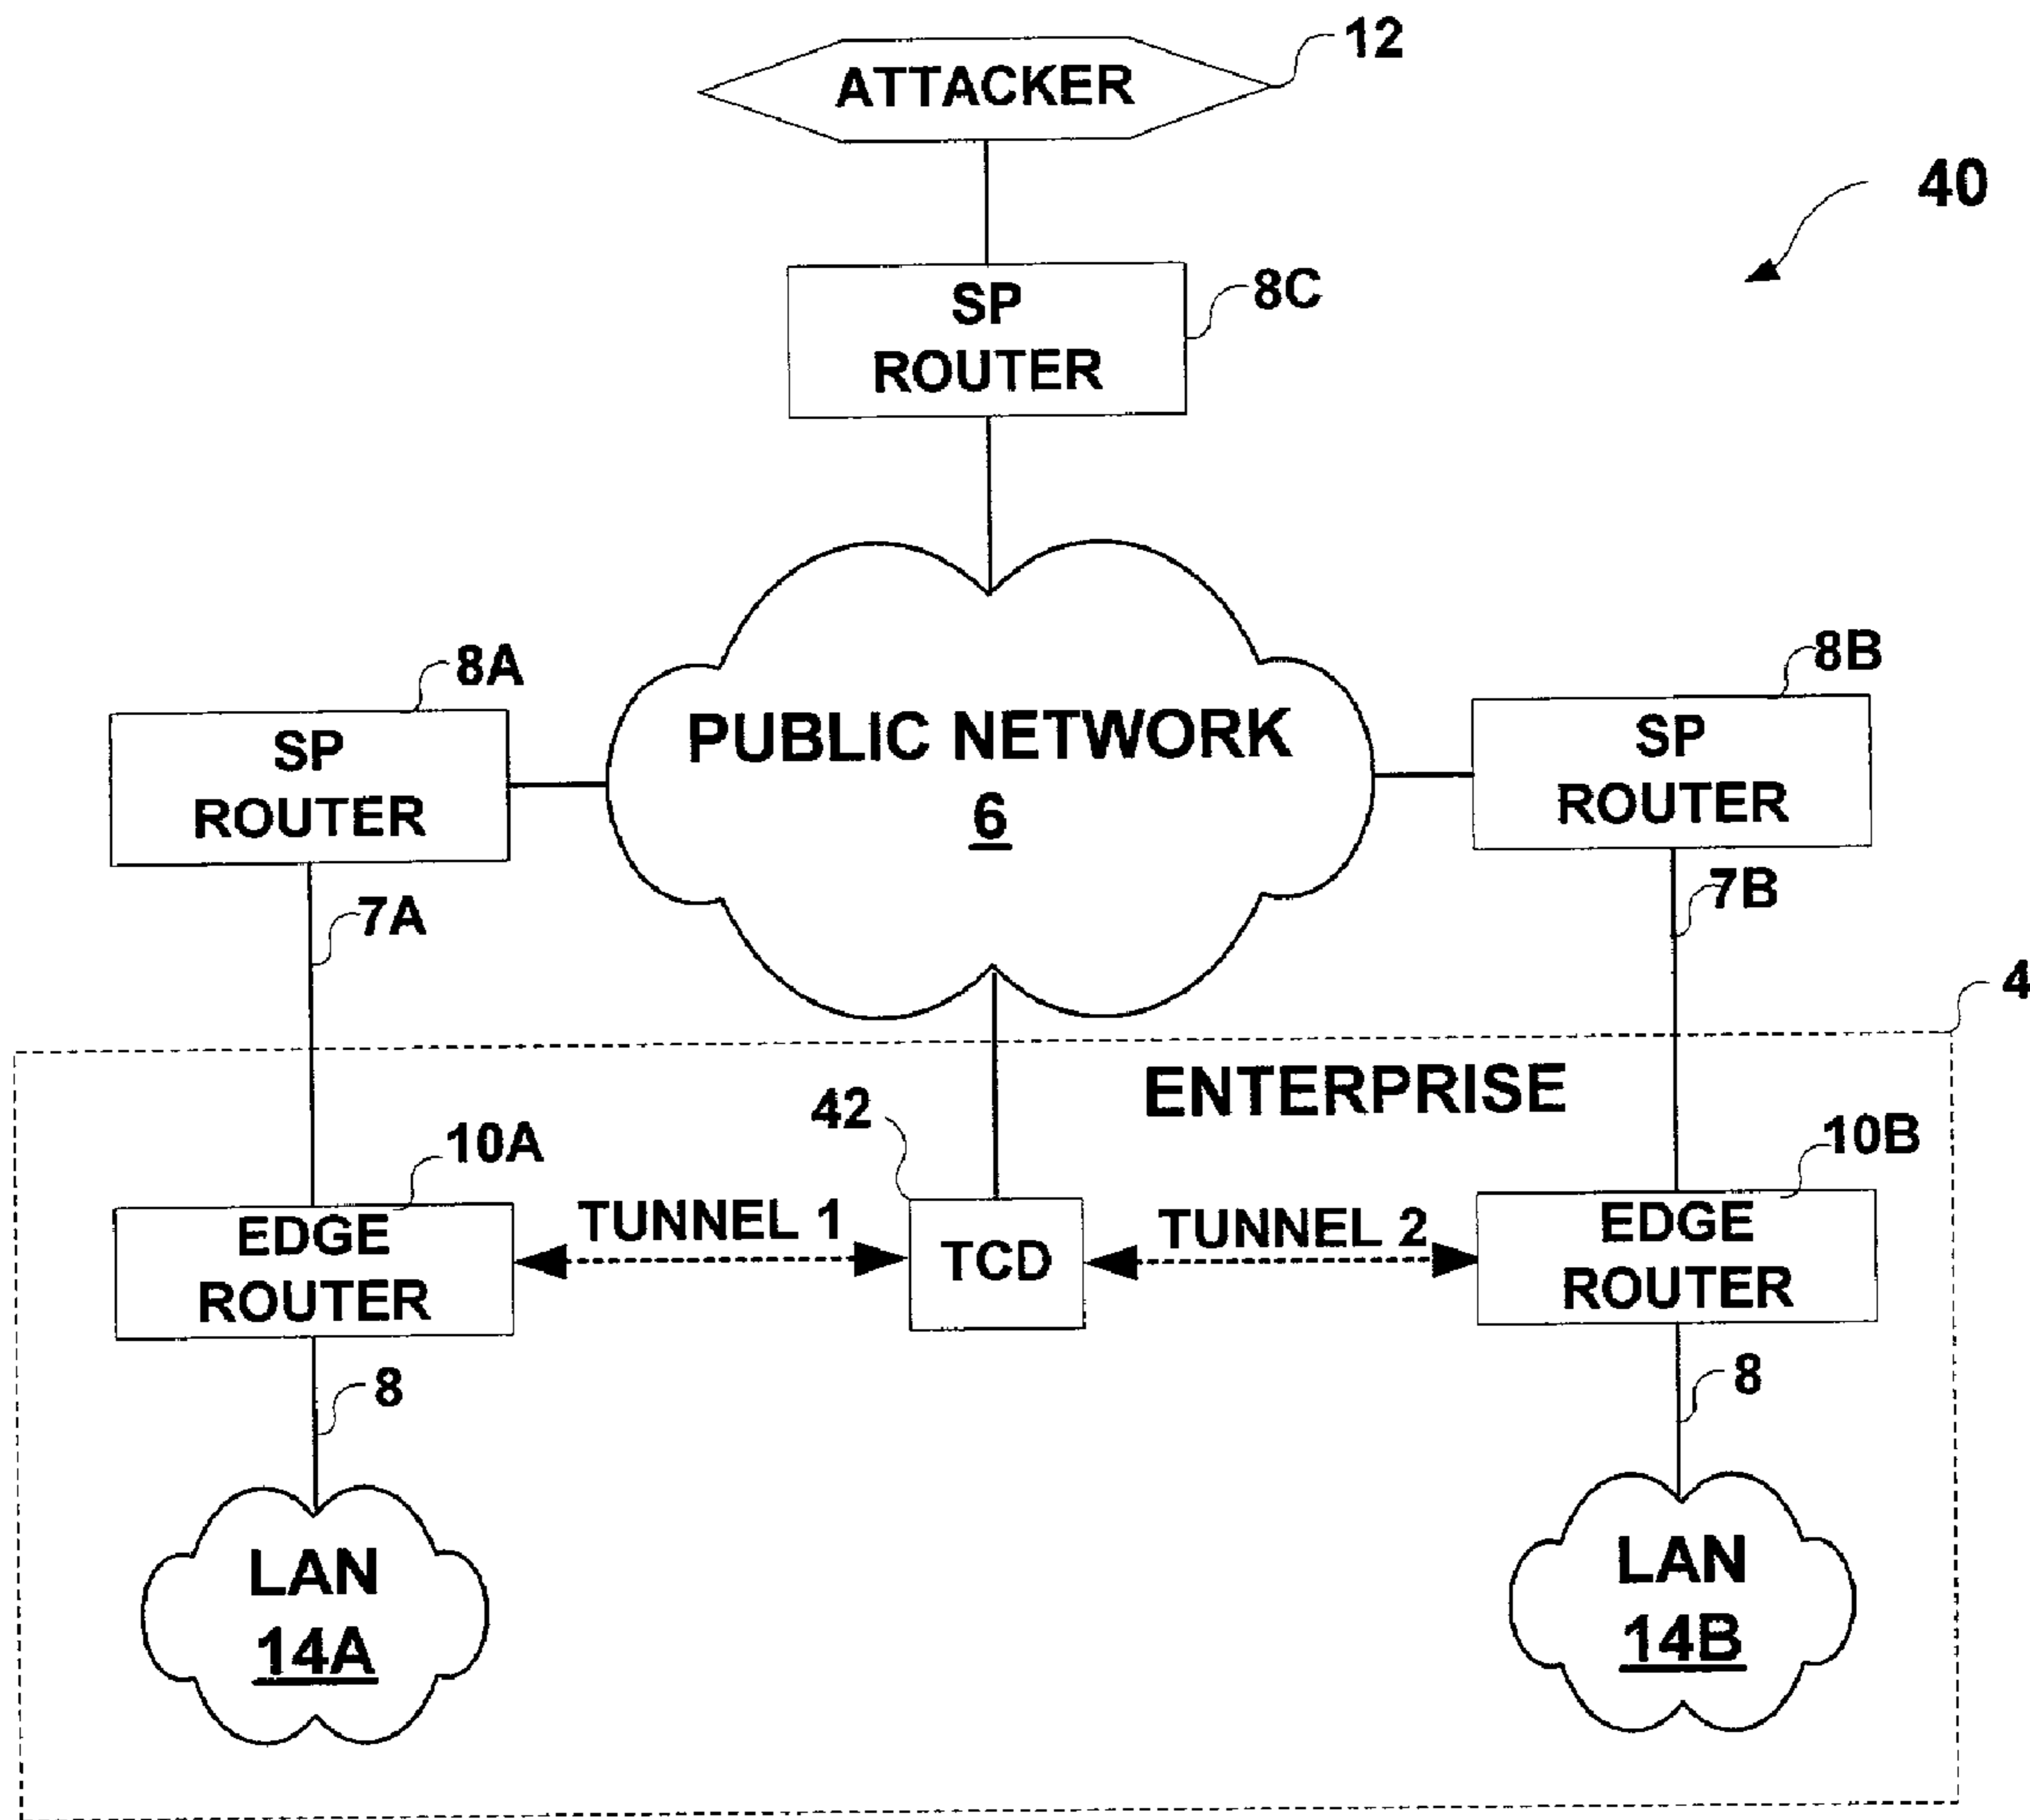 ATTACKER
12
40
SP
ROUTER
8C
8A
SP
ROUTER
PUBLIC NETWORK
6
8B
SP
ROUTER
7A
7B
4
ENTERPRISE
42
10A
EDGE
ROUTER
TUNNEL 1
TCD
TUNNEL 2
10B
EDGE
ROUTER
8
8
LAN
14A
LAN
14B